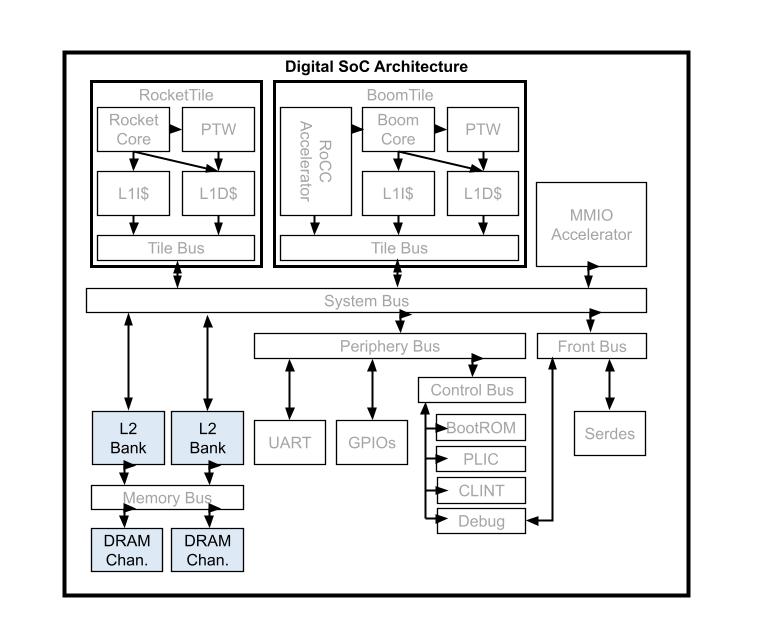 Digital SoC Architecture
RocketTile
Rocket
Core
PTW
L1I$
L1D$
Tile Bus
BoomTile
RoCC
Accelerator
Boom
Core
PTW
L1I$
L1D$
Tile Bus
MMIO
Accelerator
System Bus
Periphery Bus
Front Bus
Control Bus
L2
Bank
L2
Bank
UART
GPIOs
BootROM
PLIC
CLINT
Debug
Serdes
Memory Bus
DRAM
Chan.
DRAM
Chan.